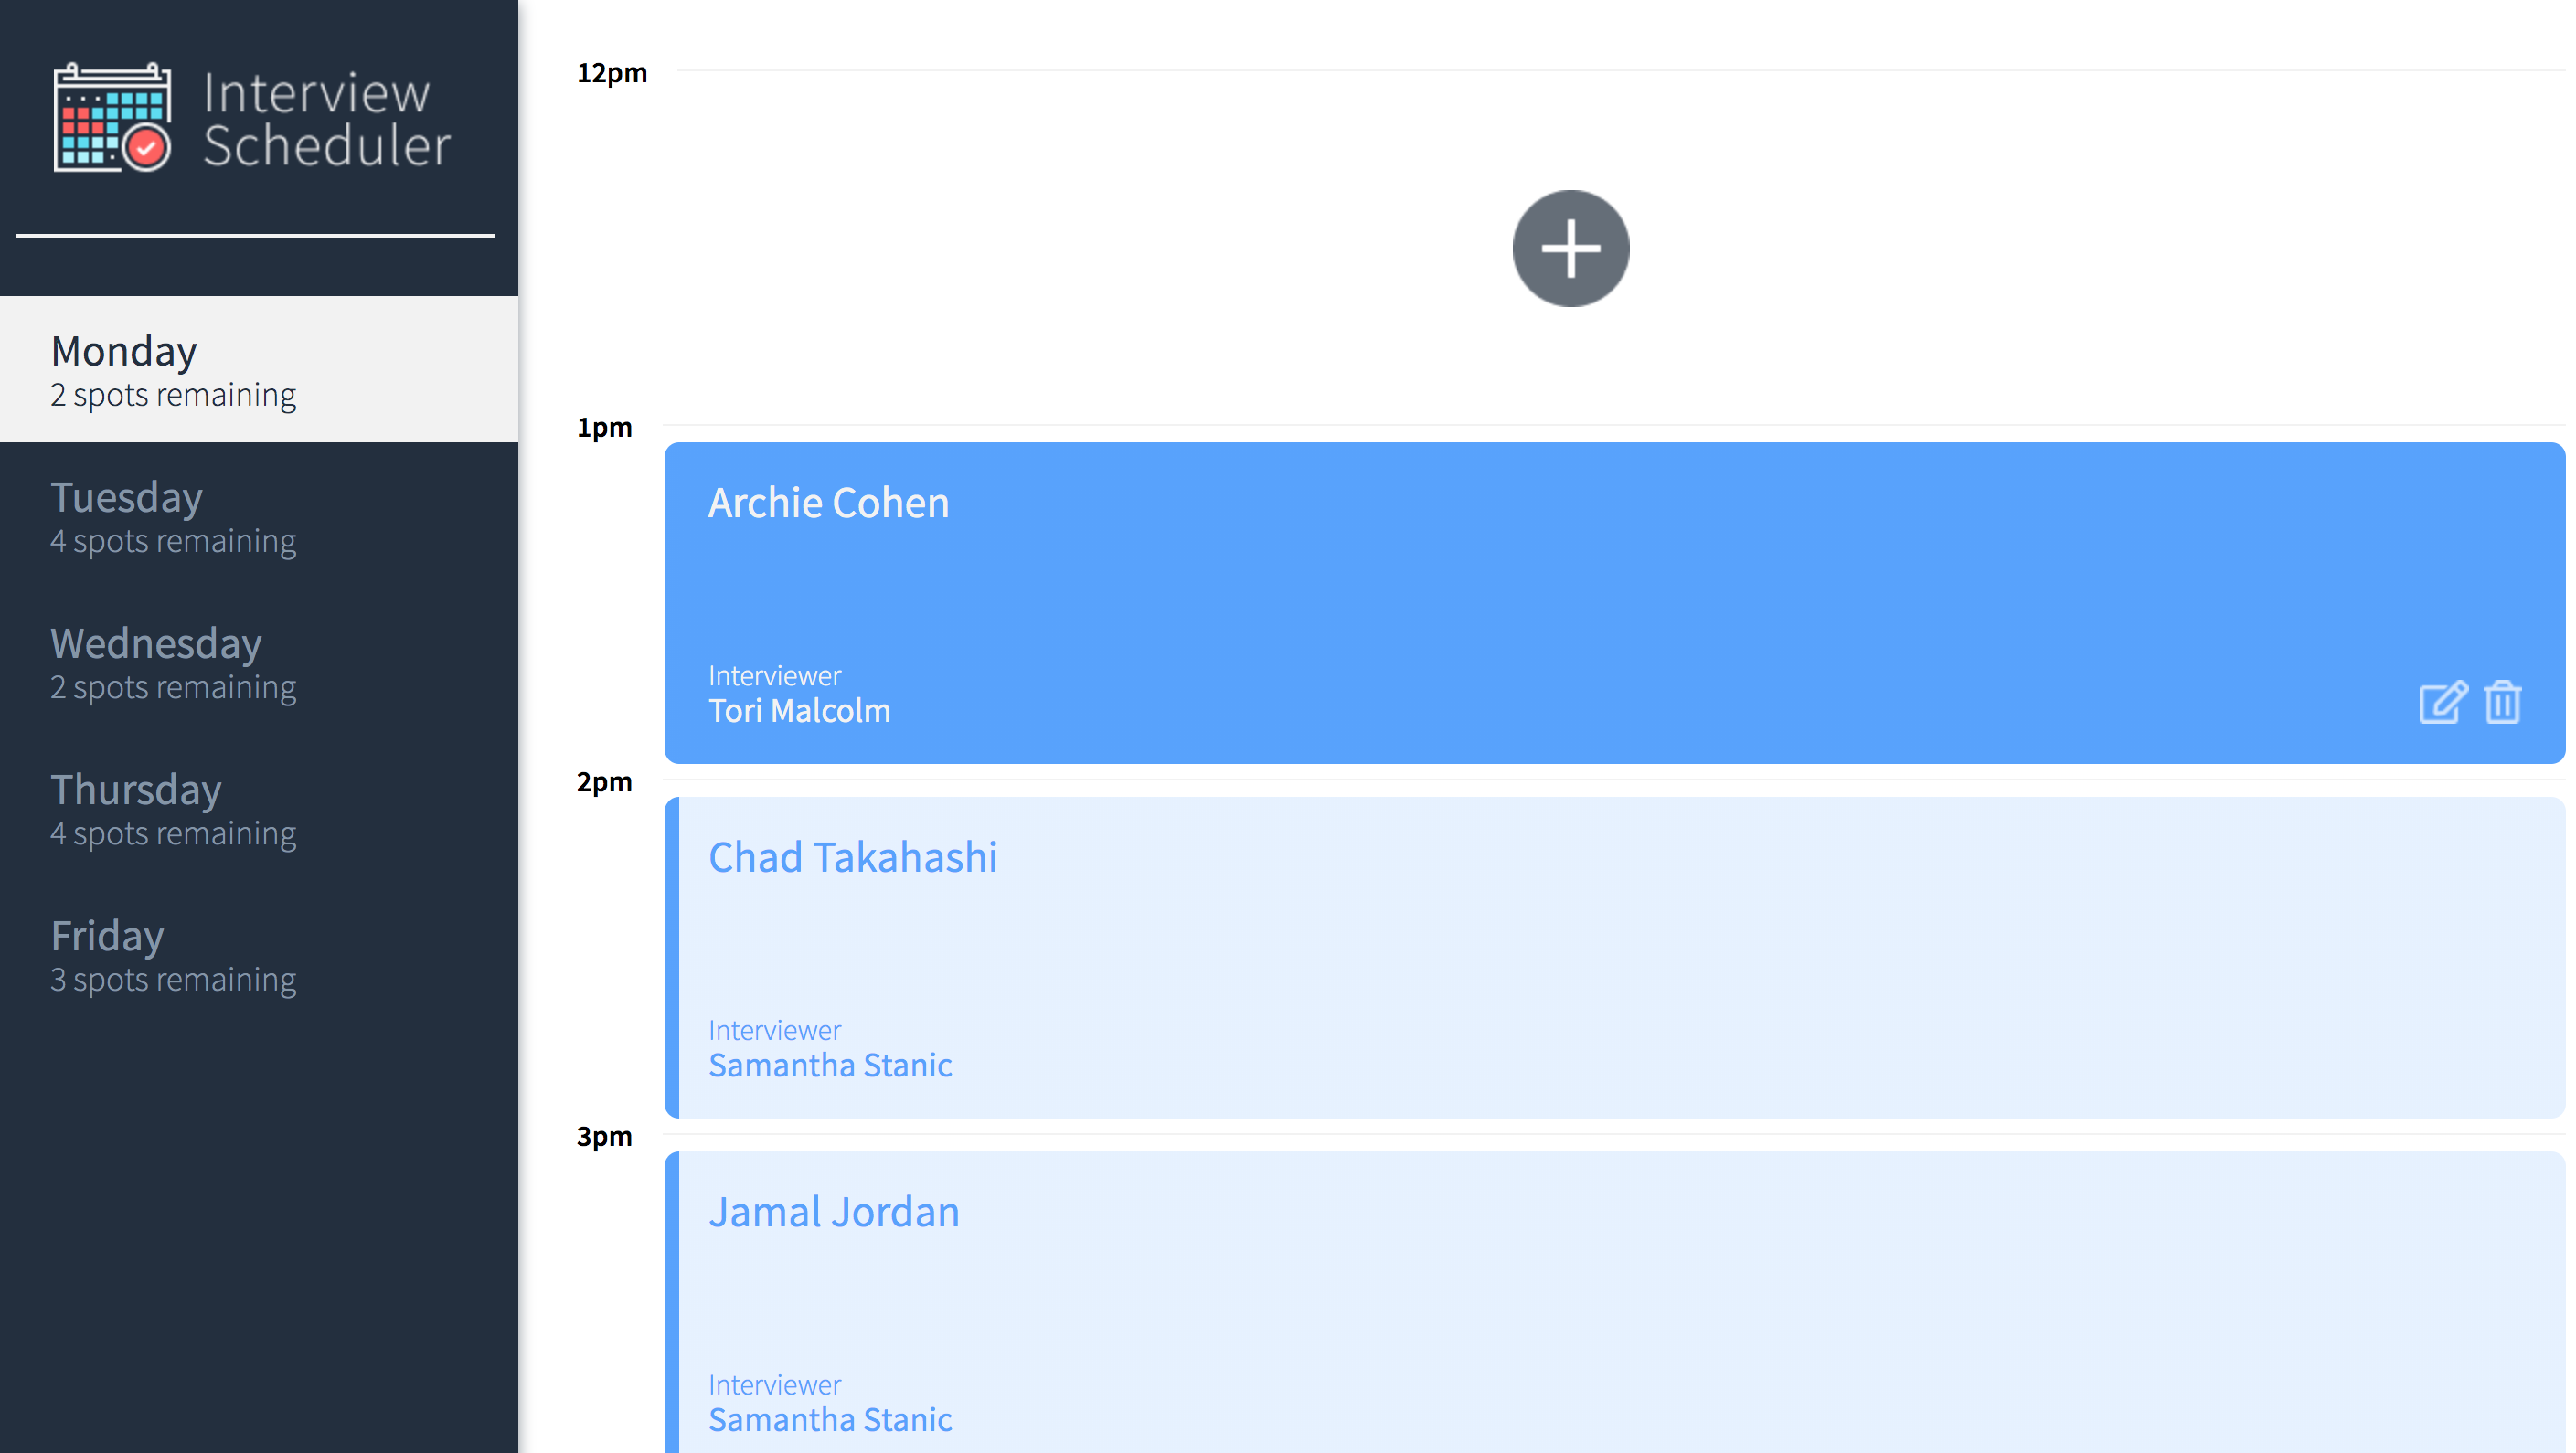 Interview
Scheduler
Monday
2 spots remaining
Tuesday
4 spots remaining
Wednesday
2 spots remaining
Thursday
4 spots remaining
Friday
3 spots remaining
12pm
1pm
Archie Cohen
Interviewer
Tori Malcolm
2pm
Chad Takahashi
Interviewer
Samantha Stanic
3pm
Jamal Jordan
Interviewer
Samantha Stanic